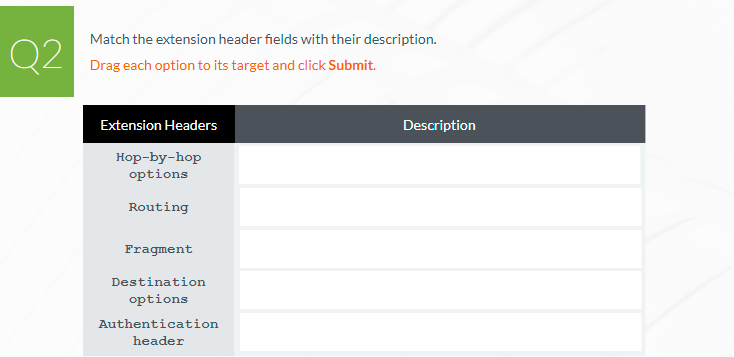 Q2
Match the extension header fields with their description.
Drag each option to its target and click Submit.
Extension Headers
Description
Hop-by-hop
options
Routing
Fragment
Destination
options
Authentication
header